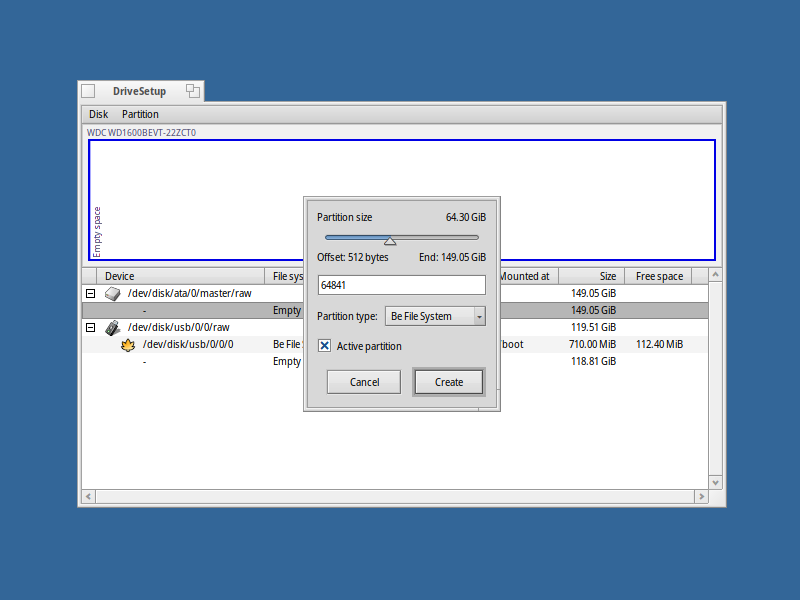 DriveSetup
Disk Partition
WDC WD1600BEVT-22ZCT0
Empty space
Partition size 64.30 GiB
Offset: 512 bytes End: 149.05 GiB
64841
Partition type: Be File System
Active partition
Cancel Create
Device File sys Mounted at Size Free space
/dev/disk/ata/0/master/raw 149.05 GiB
- Empty 149.05 GiB
/dev/disk/usb/0/0/raw 119.51 GiB
/dev/disk/usb/0/0/0 Be File /boot 710.00 MiB 112.40 MiB
- Empty 118.81 GiB